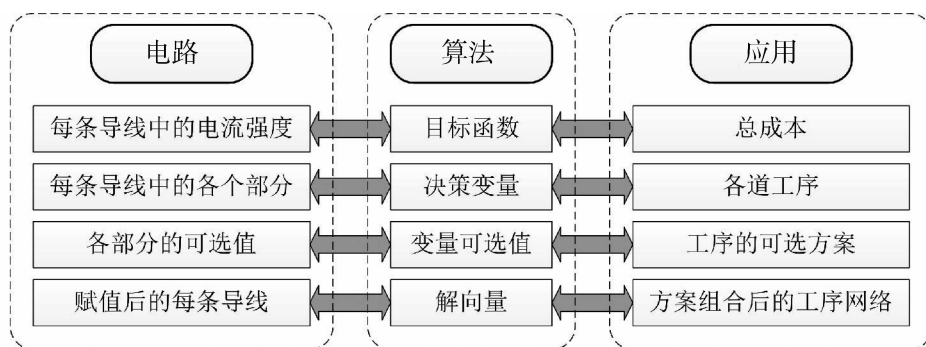 电路
算法
应用
每条导线中的电流强度
目标函数
总成本
每条导线中的各个部分
决策变量
各道工序
各部分的可选值
变量可选值
工序的可选方案
赋值后的每条导线
解向量
方案组合后的工序网络